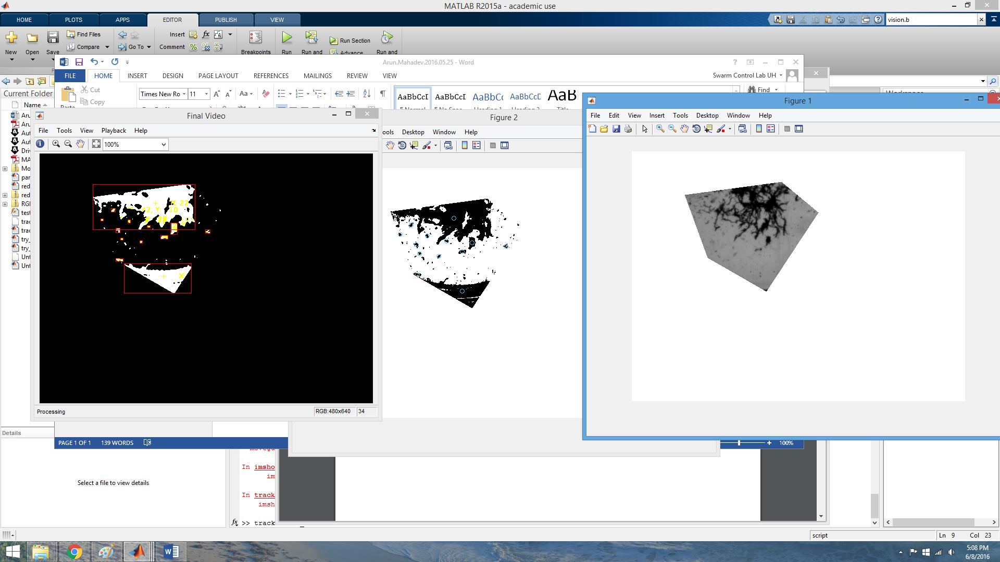 MATLAB R2015a - academic use
HOME PLOTS APPS EDITOR PUBLISH VIEW
vision.b
Find Files
Insert fx
Run Section
Compare
Go To
Comment
New Open Save
Breakpoints Run Run and Advance Run and
Arun.Mahadev.2016.05.25 - Word
FILE HOME INSERT DESIGN PAGE LAYOUT REFERENCES MAILINGS REVIEW VIEW
Swarm Control Lab UH
Current Folder
Cut
Copy
Times New Ro 11
Aa
AaBbCcI AaBbCcI AaBbCc AaBbCcI AaB
Find
Name
Final Video
File Tools View Playback Help
100%
Figure 2
ools Desktop Window Help
Figure 1
File Edit View Insert Tools Desktop Window Help
Aru
Aru
Aut
Aut
Driv
MA
Mo
par
red
red
RGI
test
trac
trac
try_
try_
Unt
Unt
X: 22
+ X
Processing
RGB:480x640 34
Details
PAGE 1 OF 1 139 WORDS
100%
Select a file to view details
In imsho
im
In track
imsh
fx >> track
script
Ln 9 Col 23
5:08 PM
6/8/2016